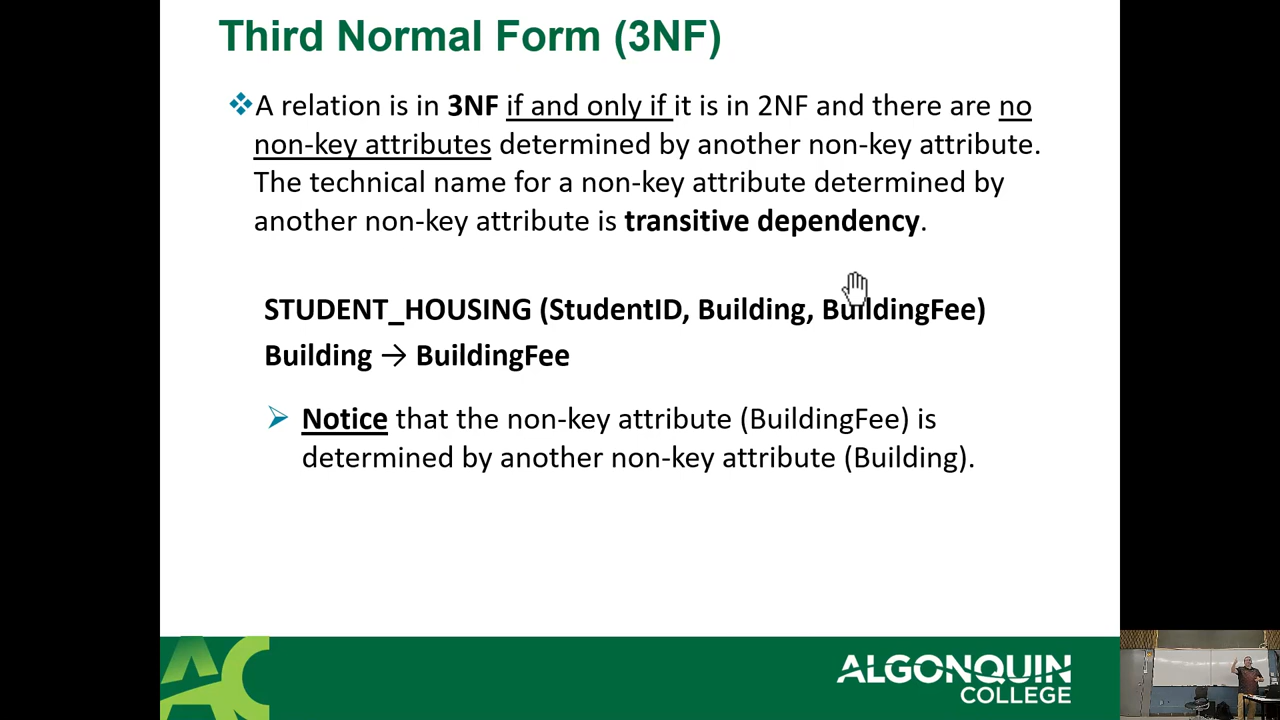 Third Normal Form (3NF)
A relation is in 3NF if and only if it is in 2NF and there are no
non-key attributes determined by another non-key attribute.
The technical name for a non-key attribute determined by
another non-key attribute is transitive dependency.
STUDENT_HOUSING (StudentID, Building, BuildingFee)
Building → BuildingFee
Notice that the non-key attribute (BuildingFee) is
determined by another non-key attribute (Building).
AC
ALGONQUIN
COLLEGE